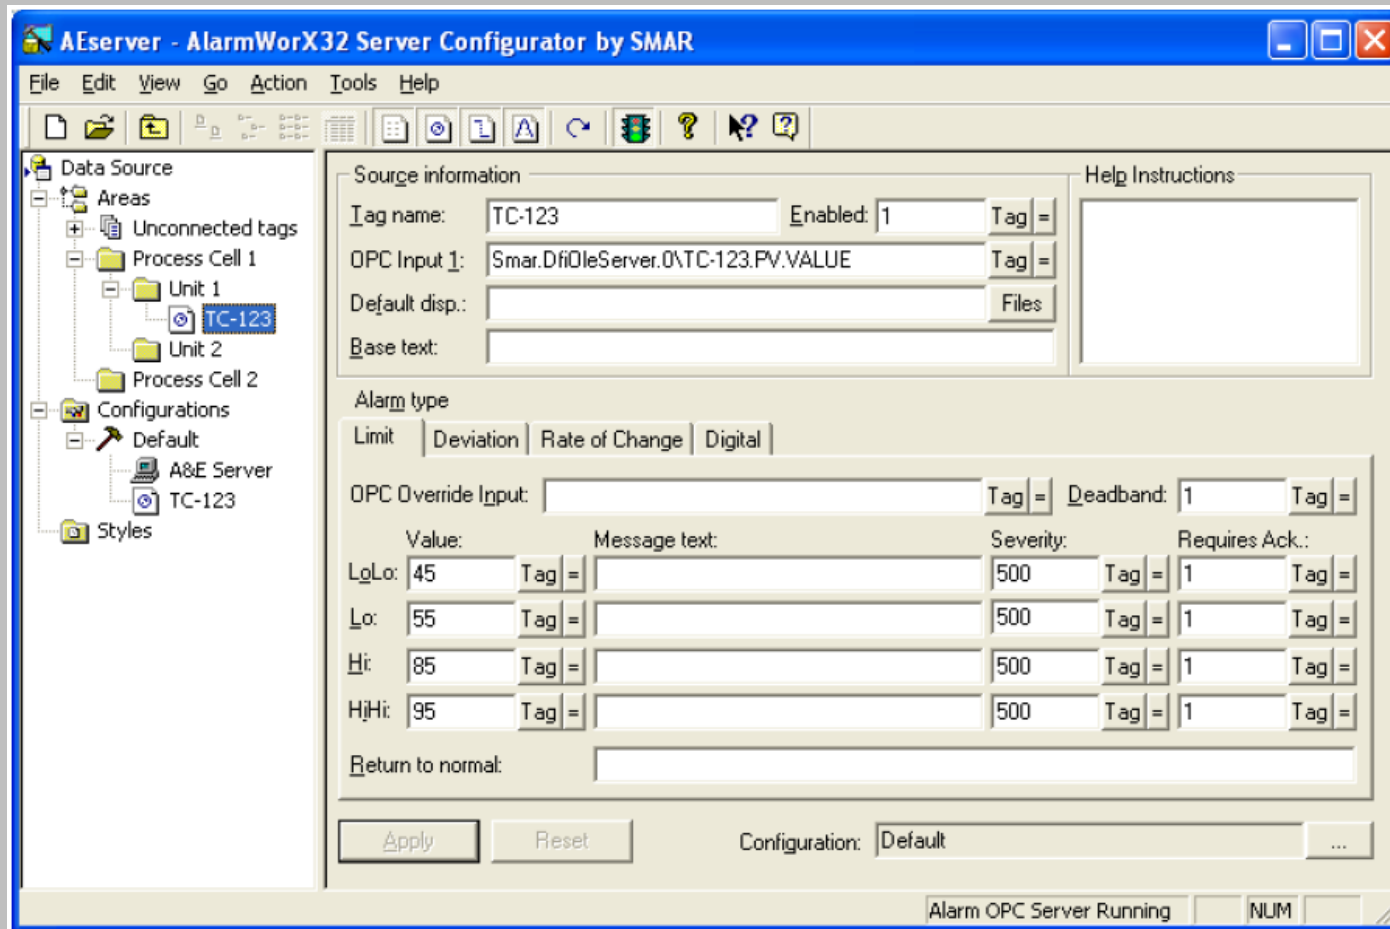 AEserver - AlarmWorX32 Server Configurator by SMAR
File Edit View Go Action Tools Help
Data Source
Areas
Unconnected tags
Process Cell 1
Unit 1
TC-123
Unit 2
Process Cell 2
Configurations
Default
A&E Server
TC-123
Styles
Source information
Tag name: TC-123 Enabled: 1 Tag =
OPC Input 1: Smar.DfiOleServer.0\TC-123.PV.VALUE Tag =
Default disp.: Files
Base text:
Help Instructions
Alarm type
Limit Deviation Rate of Change Digital
OPC Override Input: Tag = Deadband: 1 Tag =
Value: Message text: Severity: Requires Ack.:
LoLo: 45 Tag = 500 Tag = 1 Tag =
Lo: 55 Tag = 500 Tag = 1 Tag =
Hi: 85 Tag = 500 Tag = 1 Tag =
HiHi: 95 Tag = 500 Tag = 1 Tag =
Return to normal:
Apply Reset Configuration: Default ...
Alarm OPC Server Running NUM